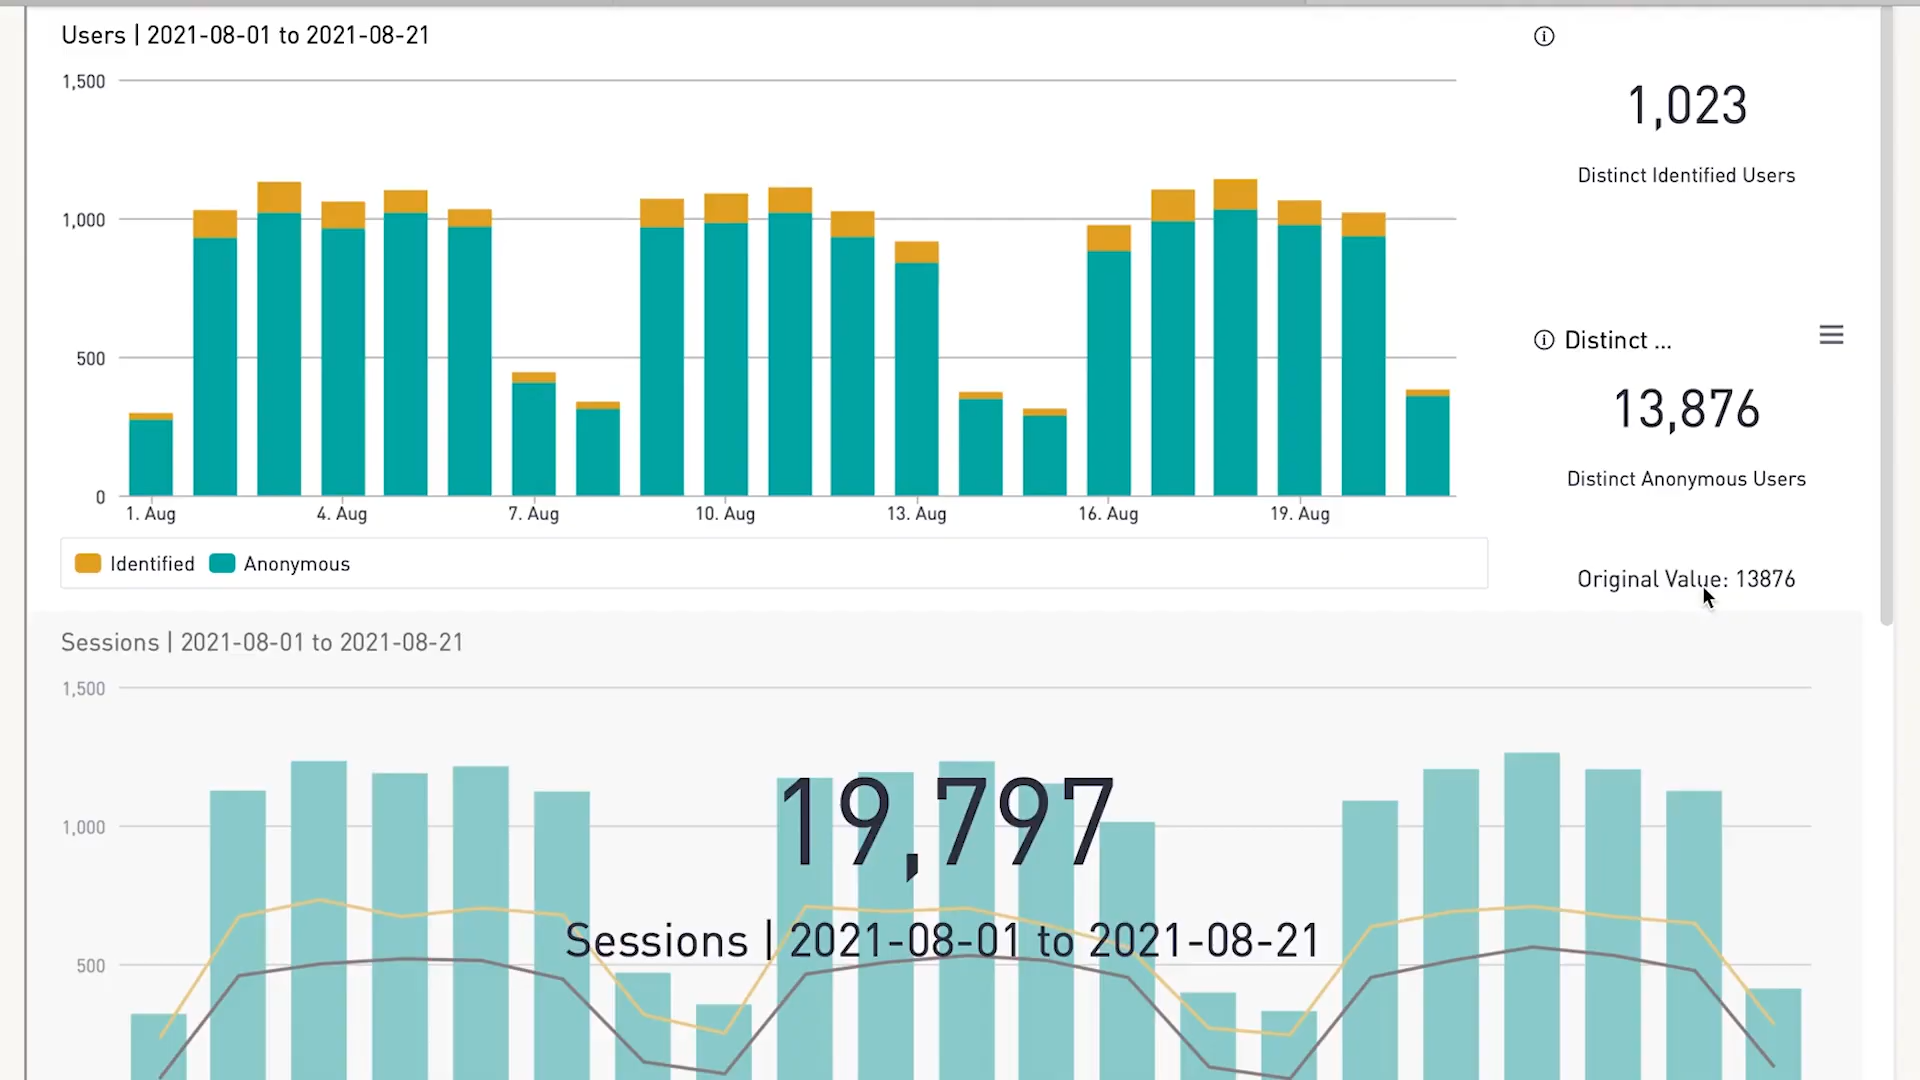 Users | 2021-08-01 to 2021-08-21
1,500
1,000
500
0
1. Aug 4. Aug 7. Aug 10. Aug 13. Aug 16. Aug 19. Aug
Identified Anonymous
1,023
Distinct Identified Users
Distinct ...
13,876
Distinct Anonymous Users
Original Value: 13876
Sessions | 2021-08-01 to 2021-08-21
1,500
1,000
500
19,797
Sessions | 2021-08-01 to 2021-08-21